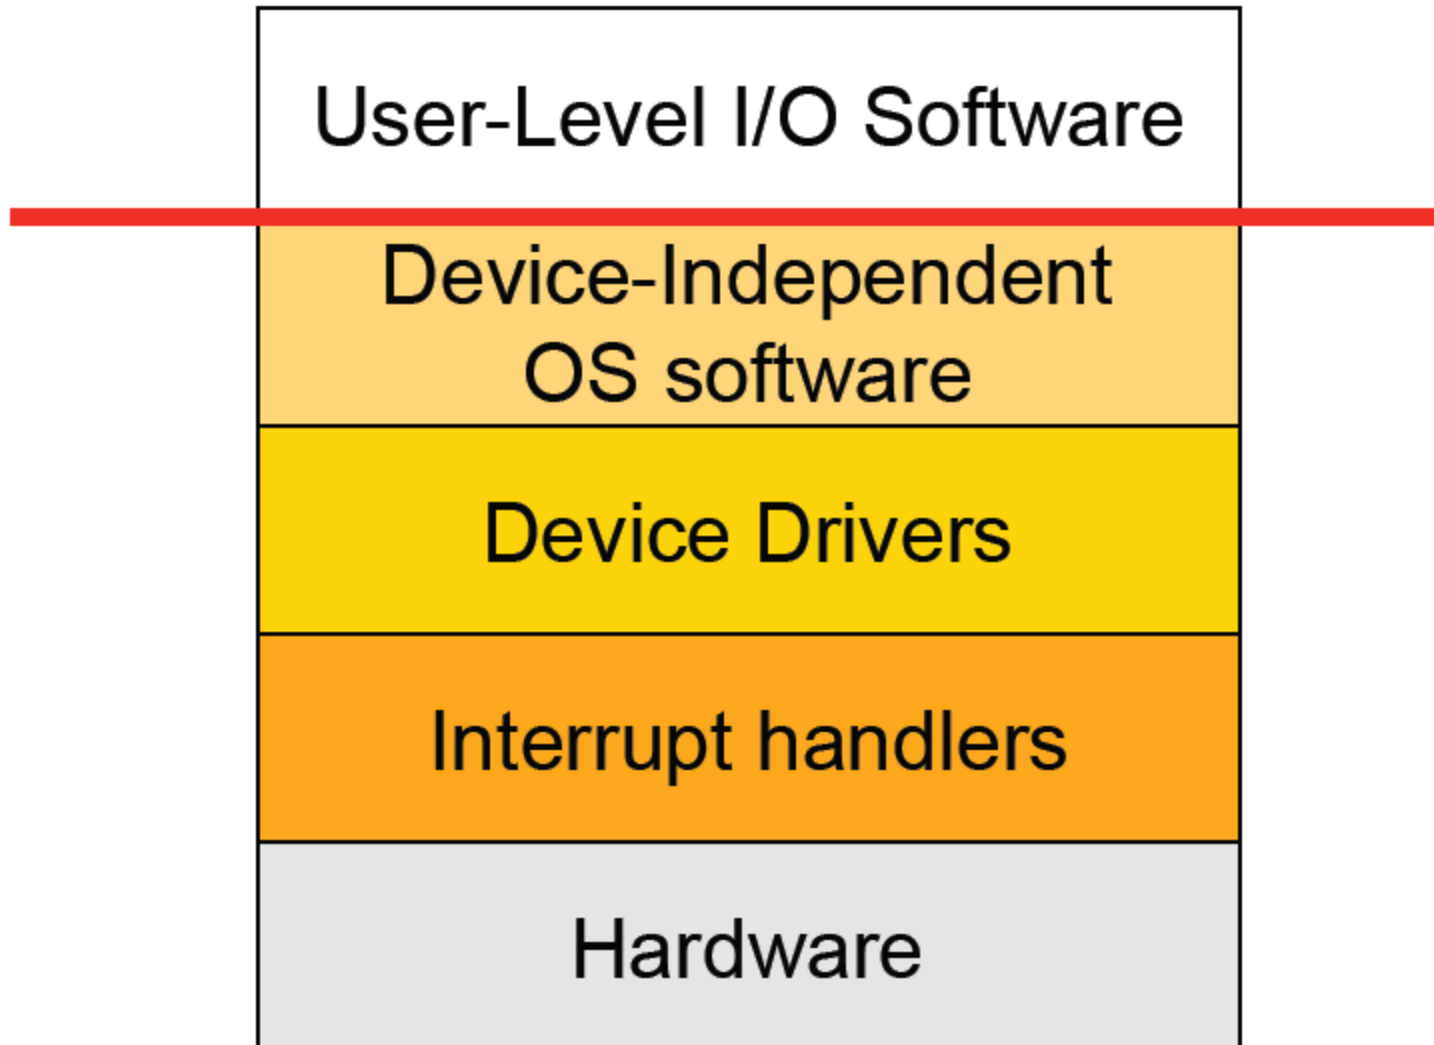 User-Level I/O Software
Device-Independent
OS software
Device Drivers
Interrupt handlers
Hardware